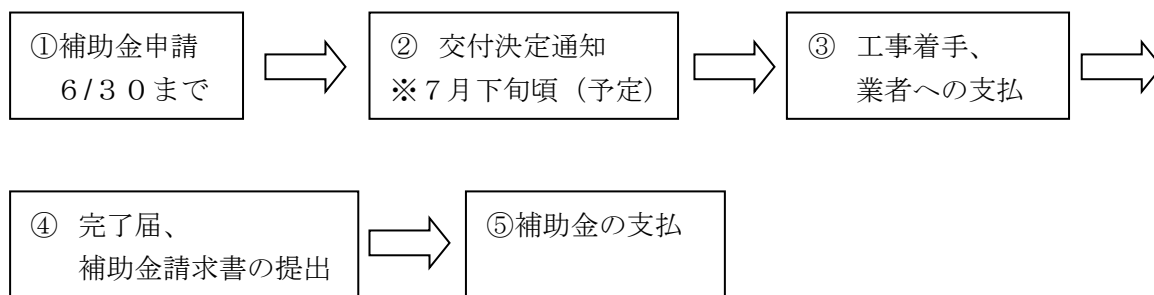 ①補助金申請
6/30まで
② 交付決定通知
※7月下旬頃（予定）
③ 工事着手、
業者への支払
④ 完了届、
補助金請求書の提出
⑤補助金の支払